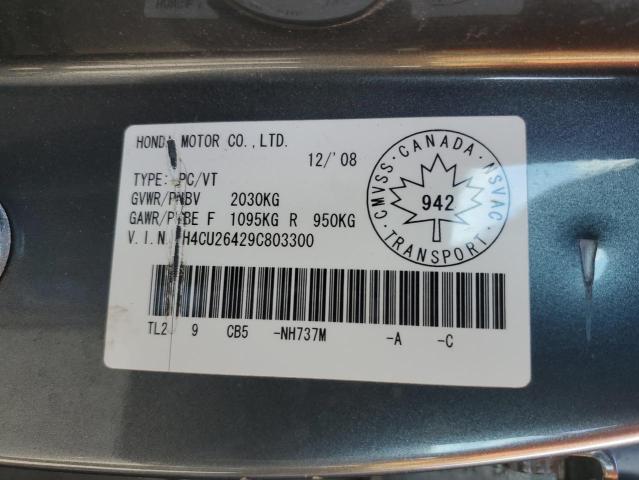 HONDA MOTOR CO., LTD.
12/'08
TYPE: PC/VT
GVWR/PNBV 2030KG
GAWR/PNBE F 1095KG R 950KG
V.I.N. H4CU26429C803300
CMVSS · CANADA · NSVAC
942
TRANSPORT
TL2 9 CB5 -NH737M -A -C